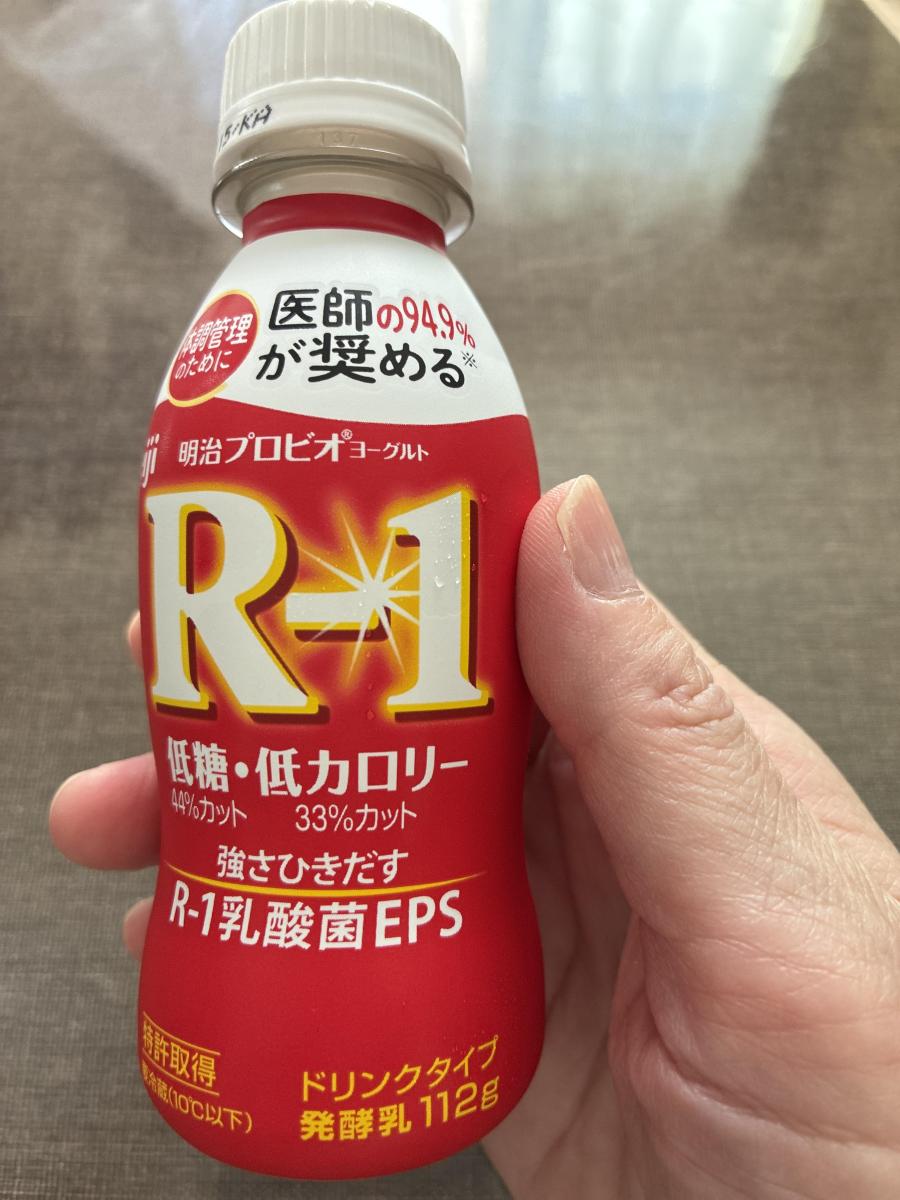 15/KA
137
体調管理
のために
医師の94.9%
が奨める※
明治プロビオ®ヨーグルト
R-1
低糖・低カロリー
44%カット 33%カット
強さひきだす
R-1乳酸菌EPS
特許取得
要冷蔵(10℃以下)
ドリンクタイプ
発酵乳 112g